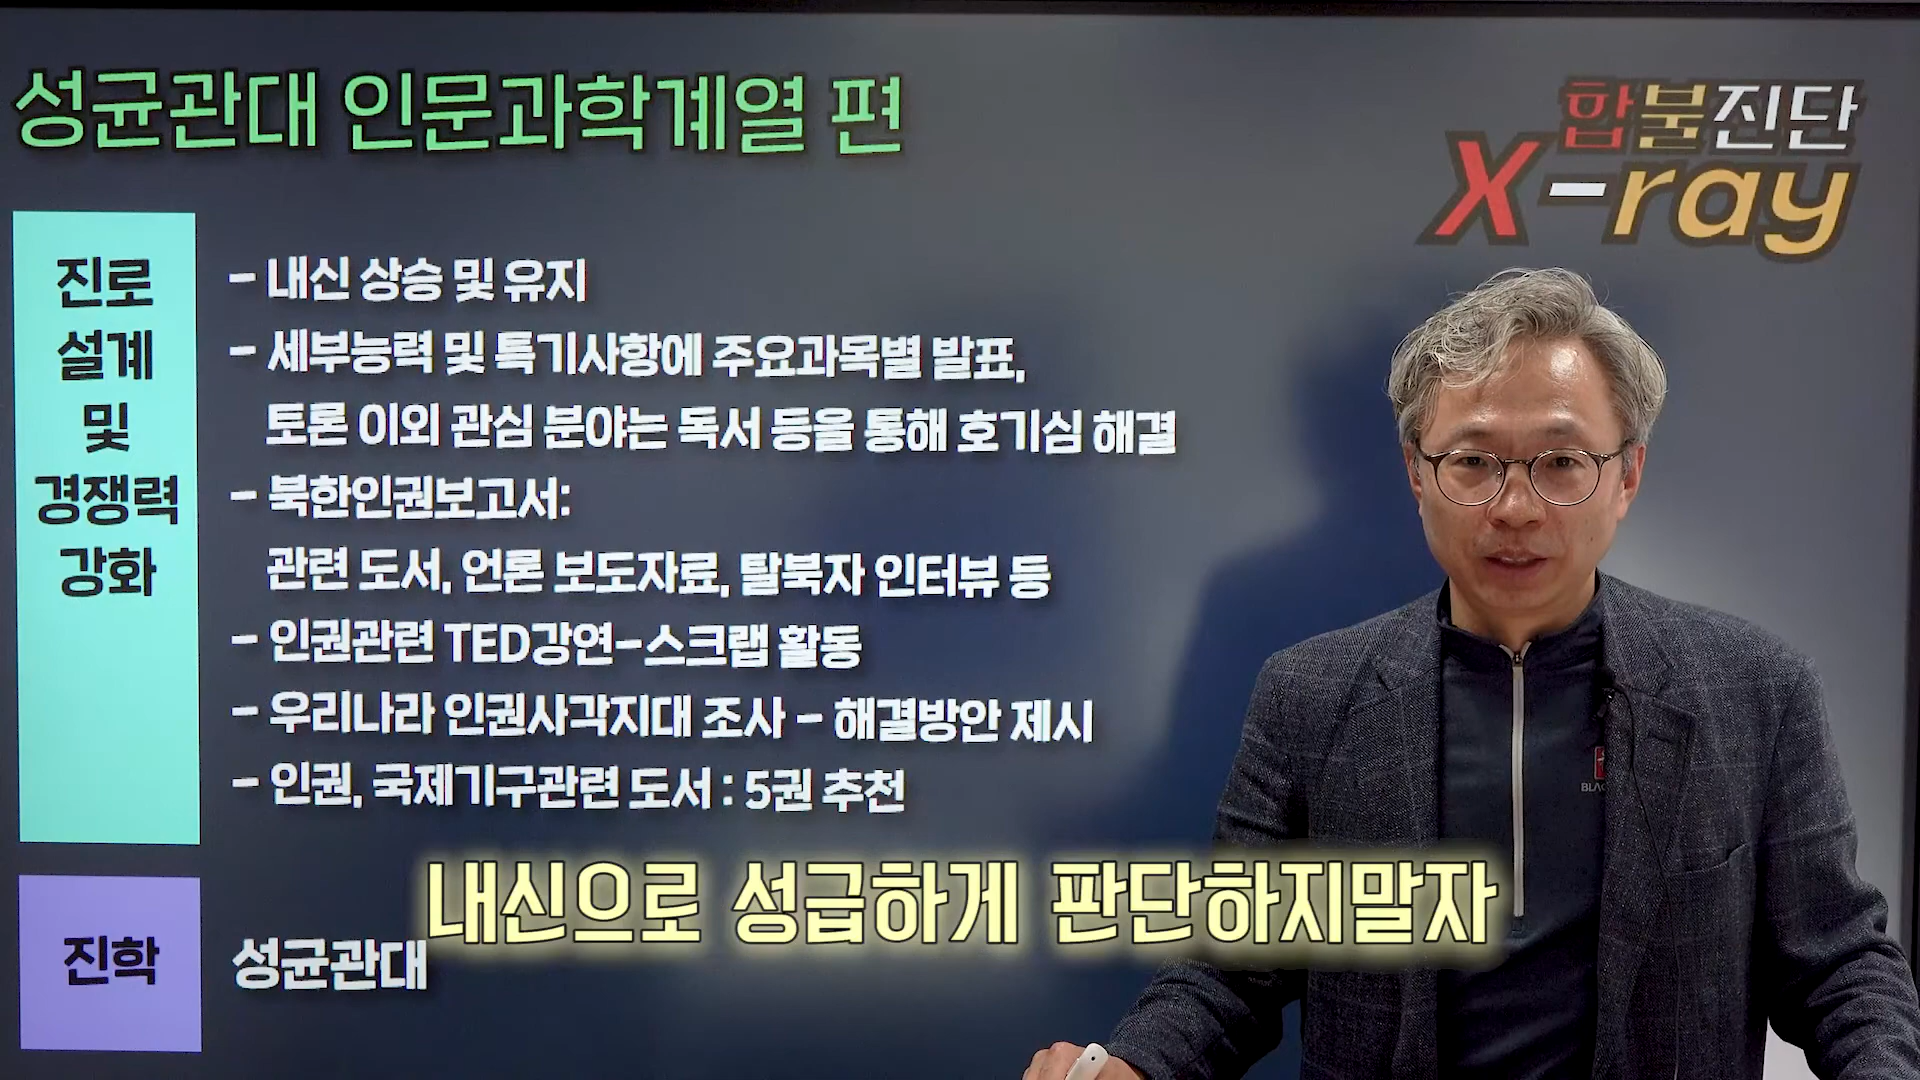 성균관대 인문과학계열 편
합불진단
X-ray
진로
설계
및
경쟁력
강화
- 내신 상승 및 유지
- 세부능력 및 특기사항에 주요과목별 발표,
토론 이외 관심 분야는 독서 등을 통해 호기심 해결
- 북한인권보고서:
관련 도서, 언론 보도자료, 탈북자 인터뷰 등
- 인권관련 TED강연-스크랩 활동
- 우리나라 인권사각지대 조사 - 해결방안 제시
- 인권, 국제기구관련 도서 : 5권 추천
진학
성균관대
내신으로 성급하게 판단하지말자